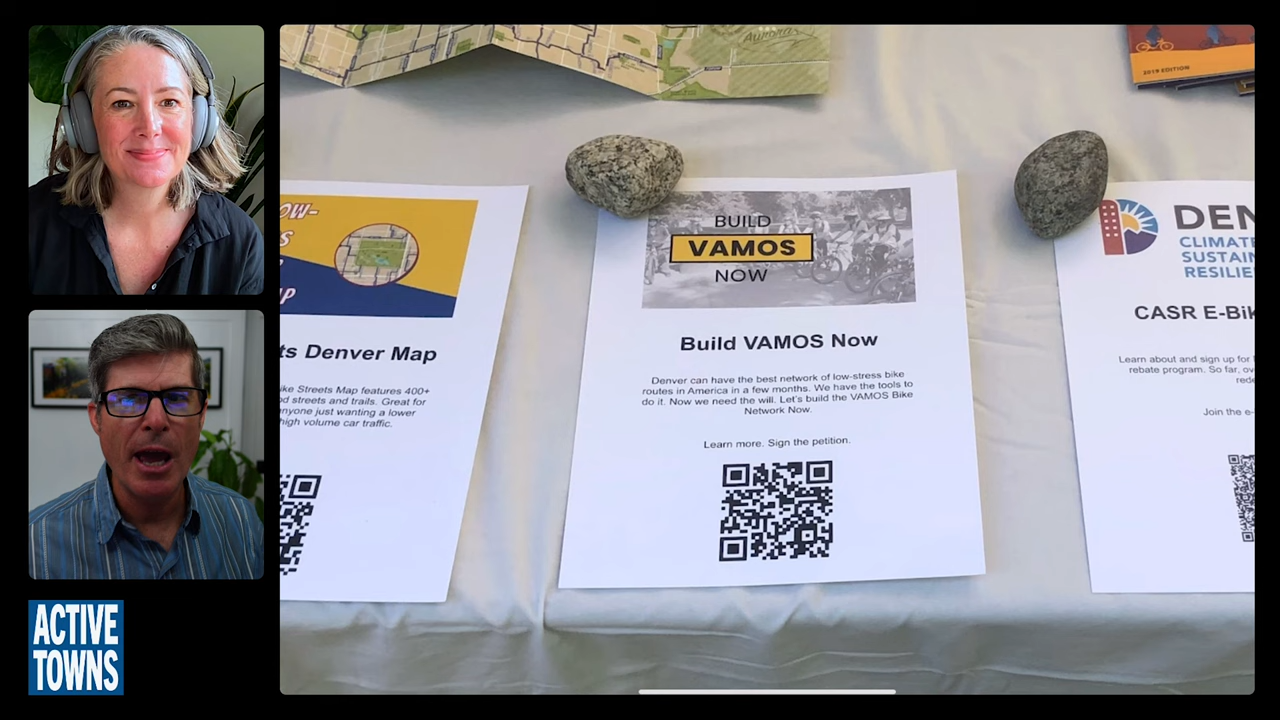 Aurora
2019 EDITION
OW-
S
P
ts Denver Map
ike Streets Map features 400+
d streets and trails. Great for
nyone just wanting a lower
high volume car traffic.
BUILD
VAMOS
NOW
Build VAMOS Now
Denver can have the best network of low-stress bike
routes in America in a few months. We have the tools to
do it. Now we need the will. Let's build the VAMOS Bike
Network Now.
Learn more. Sign the petition.
DEN
CLIMATE
SUSTAIN
RESILIE
CASR E-Bik
Learn about and sign up for
rebate program. So far, ov
rede
Join the e-
ACTIVE
TOWNS